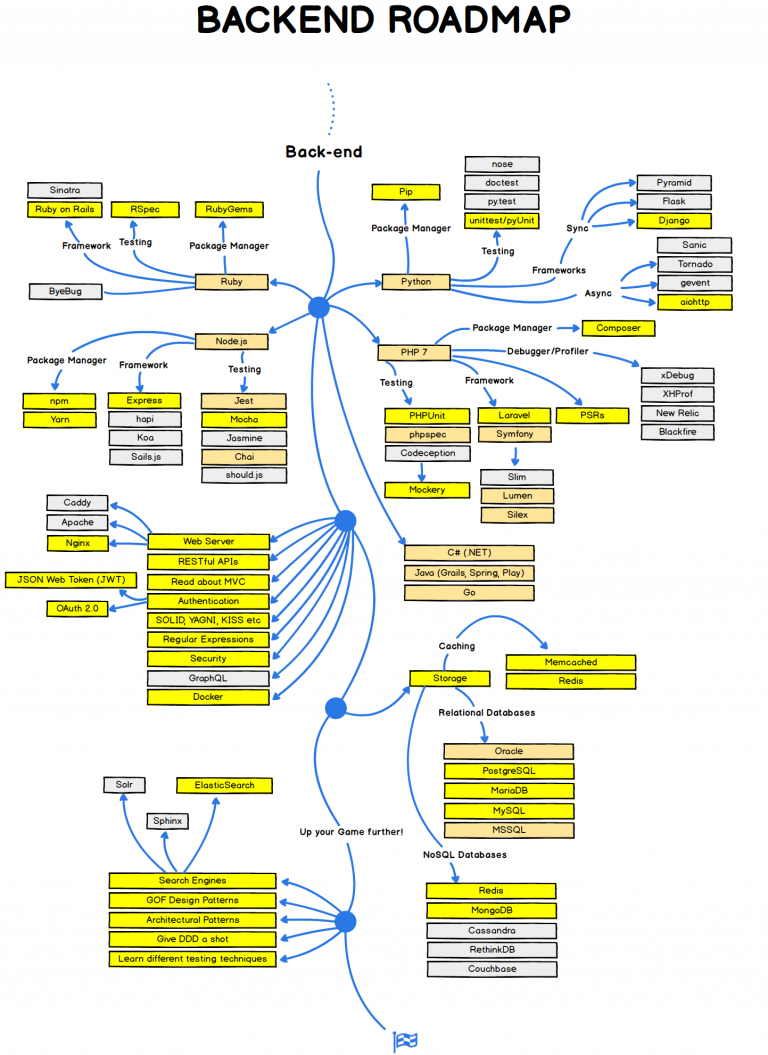 BACKEND ROADMAP
Back-end
Sinatra
Ruby on Rails
RSpec
RubyGems
Framework
Testing
Package Manager
ByeBug
Ruby
Pip
Package Manager
nose
doctest
pytest
unittest/pyUnit
Testing
Python
Frameworks
Sync
Pyramid
Flask
Django
Async
Sanic
Tornado
gevent
aiohttp
Node.js
Package Manager
Framework
Testing
npm
Yarn
Express
hapi
Koa
Sails.js
Jest
Mocha
Jasmine
Chai
should.js
PHP 7
Package Manager
Composer
Debugger/Profiler
xDebug
XHProf
New Relic
Blackfire
Testing
Framework
PHPUnit
phpspec
Codeception
Mockery
Laravel
Symfony
Slim
Lumen
Silex
PSRs
Caddy
Apache
Nginx
Web Server
RESTful APIs
Read about MVC
JSON Web Token (JWT)
OAuth 2.0
Authentication
SOLID, YAGNI, KISS etc
Regular Expressions
Security
GraphQL
Docker
C# (.NET)
Java (Grails, Spring, Play)
Go
Caching
Memcached
Redis
Storage
Relational Databases
Oracle
PostgreSQL
MariaDB
MySQL
MSSQL
NoSQL Databases
Redis
MongoDB
Cassandra
RethinkDB
Couchbase
Up your Game further!
Solr
Sphinx
ElasticSearch
Search Engines
GOF Design Patterns
Architectural Patterns
Give DDD a shot
Learn different testing techniques